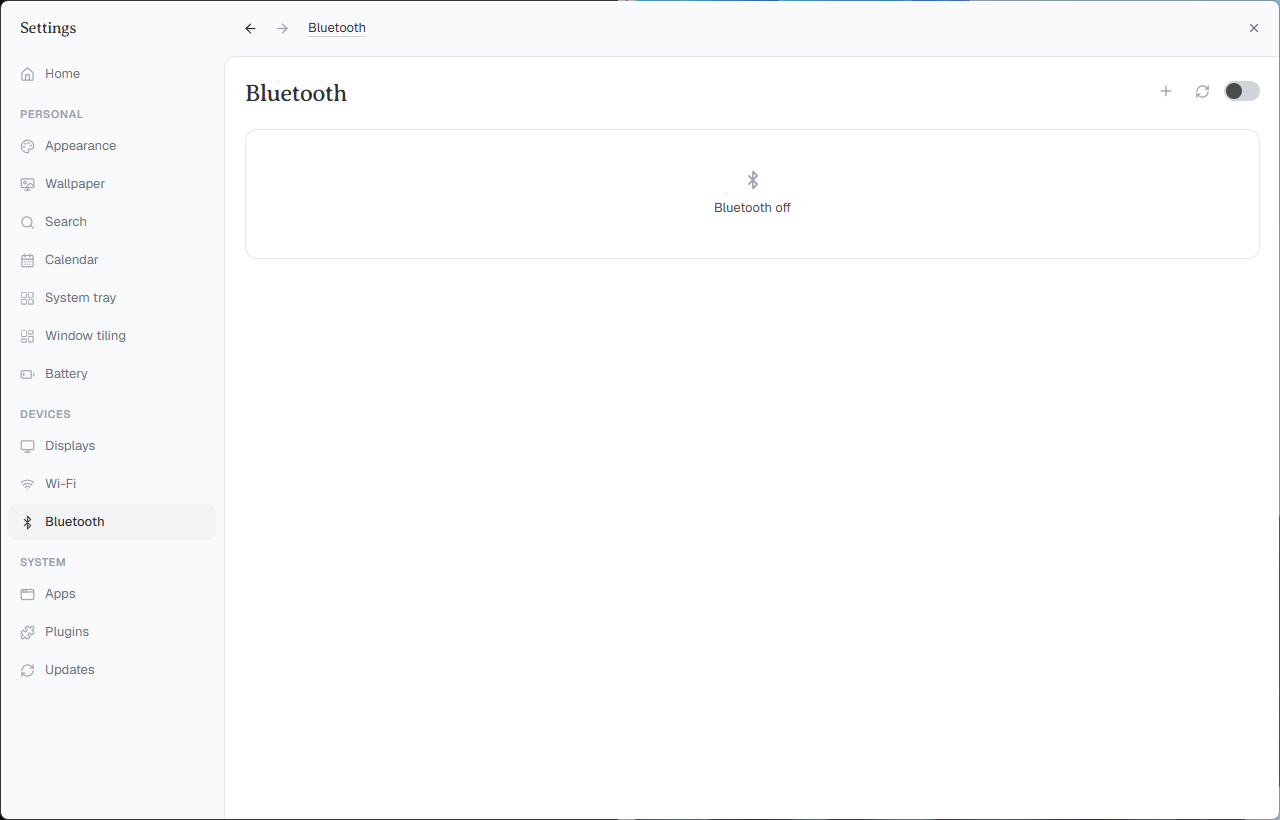 Settings
Bluetooth
Home
PERSONAL
Appearance
Wallpaper
Search
Calendar
System tray
Window tiling
Battery
DEVICES
Displays
Wi-Fi
Bluetooth
SYSTEM
Apps
Plugins
Updates
Bluetooth
Bluetooth off